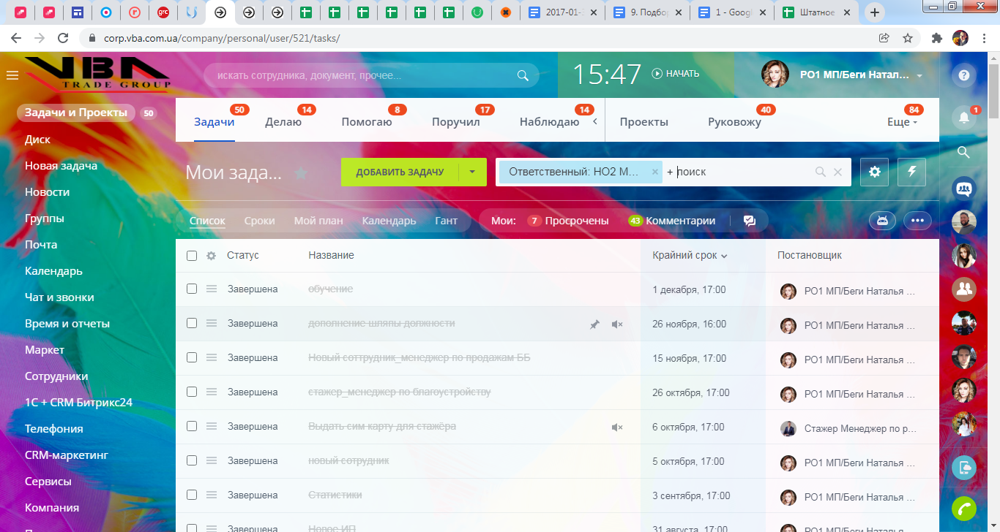 2017-01-
9. Подбор
1 - Googl
Штатное
corp.vba.com.ua/company/personal/user/521/tasks/
VBA
TRADE GROUP
искать сотрудника, документ, прочее...
15:47
НАЧАТЬ
РО1 МП/Беги Натал...
Задачи и Проекты 50
Диск
Новая задача
Новости
Группы
Почта
Календарь
Чат и звонки
Время и отчеты
Маркет
Сотрудники
1С + CRM Битрикс24
Телефония
CRM-маркетинг
Сервисы
Компания
Задачи 50
Делаю 14
Помогаю 8
Поручил 17
Наблюдаю 14
Проекты
Руковожу 40
Еще 84
1
Мои зада...
ДОБАВИТЬ ЗАДАЧУ
Ответственный: НО2 М...
+ поиск
Список Сроки Мой план Календарь Гант
Мои: 7 Просрочены 43 Комментарии
Статус Название Крайний срок Постановщик
Завершена обучение 1 декабря, 17:00 РО1 МП/Беги Наталья ...
Завершена дополнение шляпы должности 26 ноября, 16:00 РО1 МП/Беги Наталья ...
Завершена Новый соттрудник_менеджер по продажам ББ 15 ноября, 17:00 РО1 МП/Беги Наталья ...
Завершена стажер_менеджер по благоустройству 26 октября, 17:00 РО1 МП/Беги Наталья ...
Завершена Выдать сим карту для стажёра 6 октября, 17:00 Стажер Менеджер по р...
Завершена новый сотрудник 5 октября, 17:00 РО1 МП/Беги Наталья ...
Завершена Статистики 3 сентября, 17:00 РО1 МП/Беги Наталья ...
Завершена Новое ИП 31 августа, 17:00 РО1 МП/Беги Наталья ...